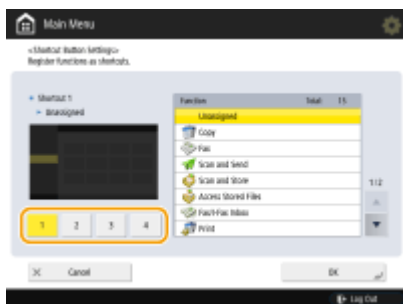 Main Menu
<Shortcut Button Settings>
Register functions as shortcuts.
Shortcut 1
Unassigned
Function Total: 15
Unassigned
Copy
Fax
Scan and Send
Scan and Store
Access Stored Files
Fax/I-Fax Inbox
Print
1/2
1 2 3 4
Cancel OK
Log Out